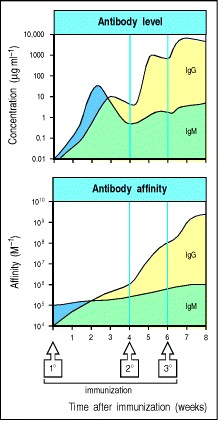 Antibody level
Concentration (µg ml⁻¹)
10,000
1000
100
10
1
0.1
0.01
IgG
IgM
Antibody affinity
Affinity (M⁻¹)
10¹⁰
10⁹
10⁸
10⁷
10⁶
10⁵
10⁴
IgG
IgM
1 2 3 4 5 6 7 8
1° 2° 3°
immunization
Time after immunization (weeks)